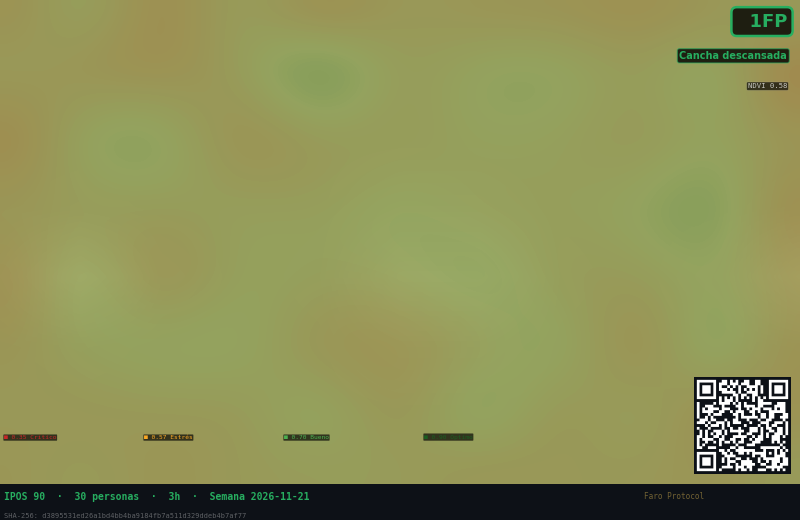 1FP
Cancha descansada
NDVI 0.58
0.57 Estrés
0.70 Bueno
IPOS 90 · 30 personas · 3h · Semana 2026-11-21
Faro Protocol
SHA-256: d3895531ed26a1bd4bb4ba9184fb7a511d329ddeb4b7af77